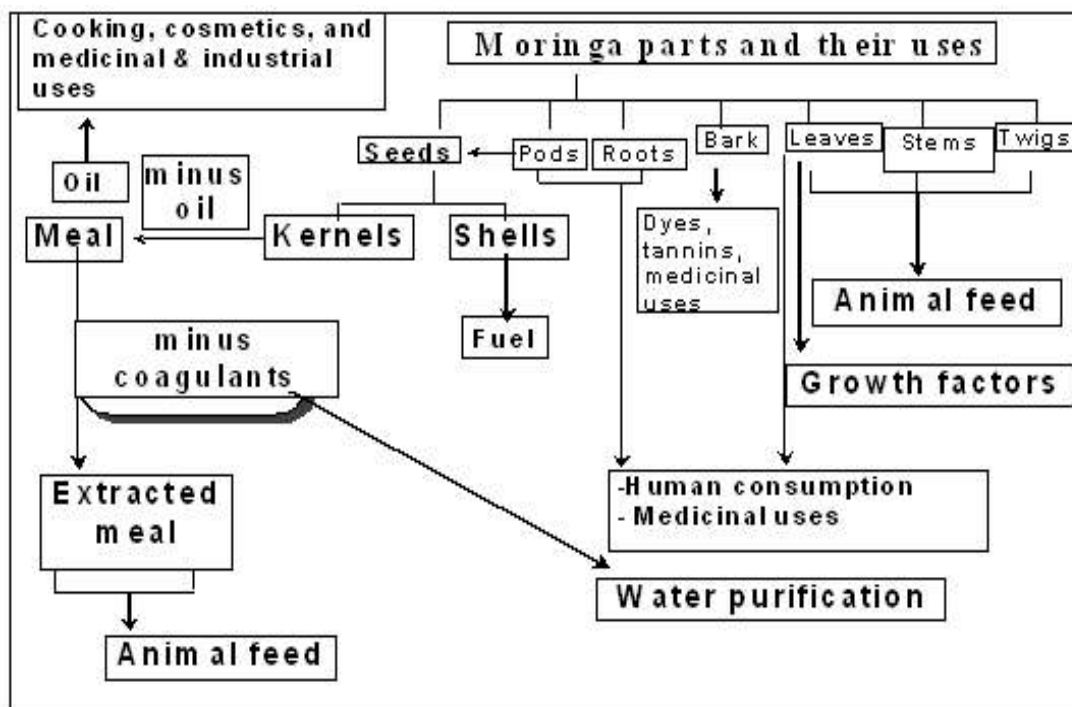 Cooking, cosmetics, and
medicinal & industrial
uses
Moringa parts and their uses
Seeds
Pods
Roots
Bark
Leaves
Stems
Twigs
Oil
minus
oil
Meal
Kernels
Shells
Dyes,
tannins,
medicinal
uses
Animal feed
Fuel
minus
coagulants
Growth factors
Extracted
meal
-Human consumption
- Medicinal uses
Water purification
Animal feed